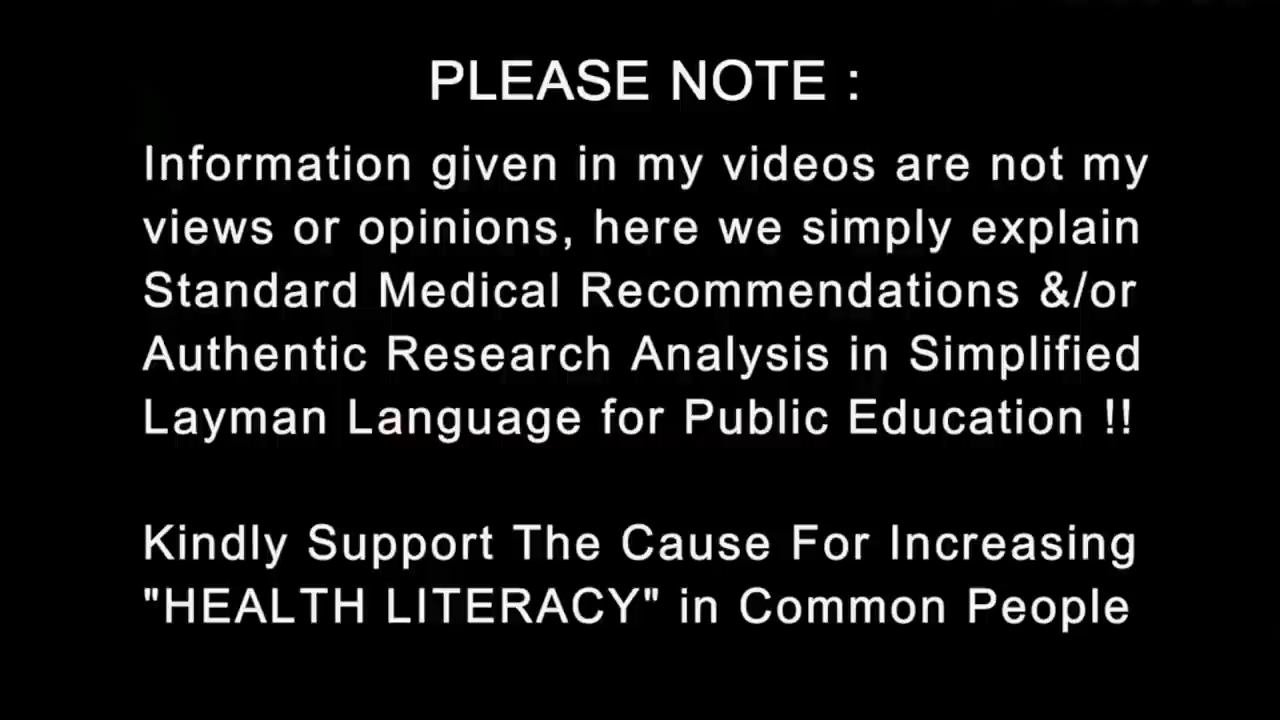 PLEASE NOTE :
Information given in my videos are not my
views or opinions, here we simply explain
Standard Medical Recommendations &/or
Authentic Research Analysis in Simplified
Layman Language for Public Education !!
Kindly Support The Cause For Increasing
"HEALTH LITERACY" in Common People